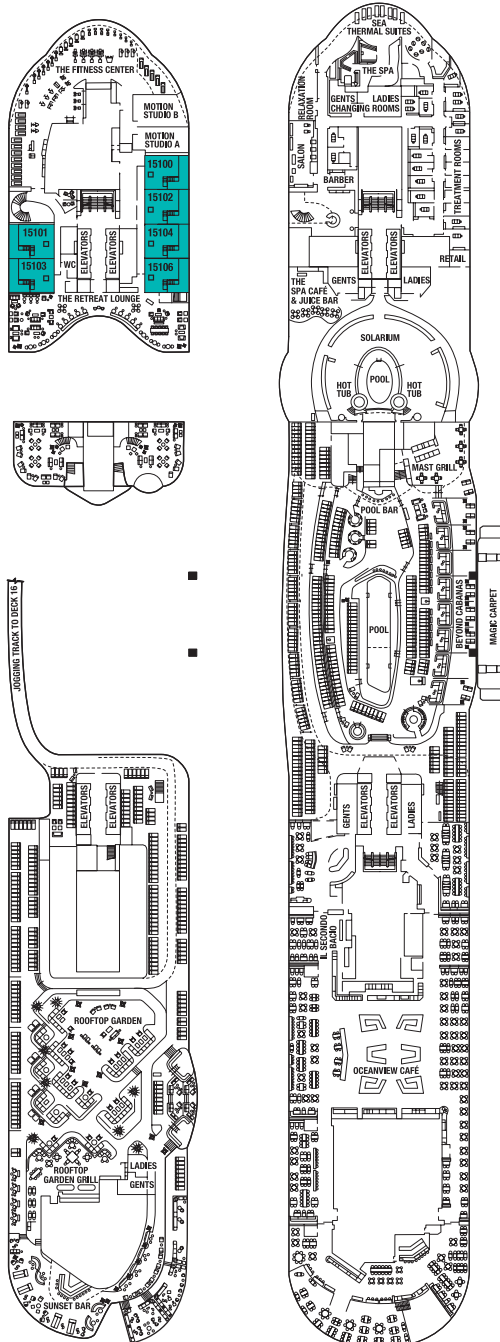 THE FITNESS CENTER
MOTION
STUDIO B
MOTION
STUDIO A
15100
15102
15101
15104
15103
15106
WC
ELEVATORS
ELEVATORS
THE RETREAT LOUNGE
JOGGING TRACK TO DECK 16
ELEVATORS
ELEVATORS
ROOFTOP GARDEN
ROOFTOP
GARDEN GRILL
LADIES
GENTS
SUNSET BAR
SEA
THERMAL SUITES
THE SPA
RELAXATION
ROOM
GENTS
LADIES
CHANGING ROOMS
SALON
BARBER
TREATMENT ROOMS
ELEVATORS
ELEVATORS
RETAIL
GENTS
LADIES
THE
SPA CAFÉ
& JUICE BAR
SOLARIUM
POOL
HOT
TUB
HOT
TUB
MAST GRILL
POOL BAR
POOL
BEYOND CABANAS
MAGIC CARPET
GENTS
ELEVATORS
ELEVATORS
LADIES
IL SECONDO
BACIO
OCEANVIEW CAFÉ